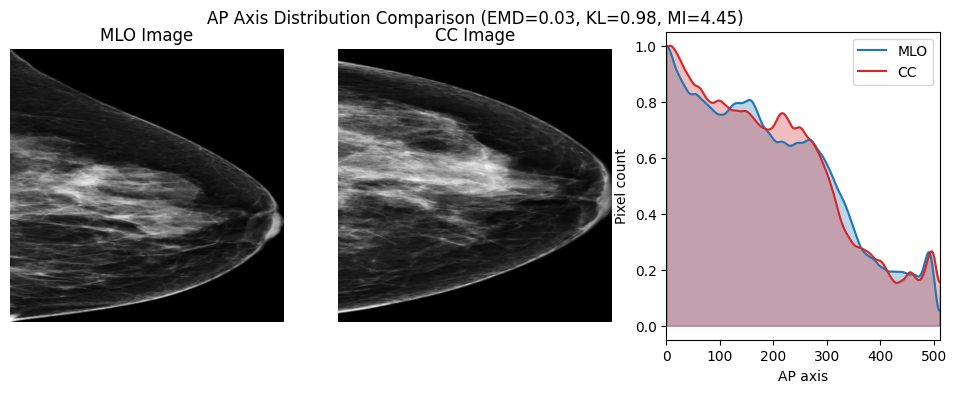 AP Axis Distribution Comparison (EMD=0.03, KL=0.98, MI=4.45)
MLO Image
CC Image
MLO
CC
1.0
0.8
0.6
0.4
0.2
0.0
Pixel count
0 100 200 300 400 500
AP axis